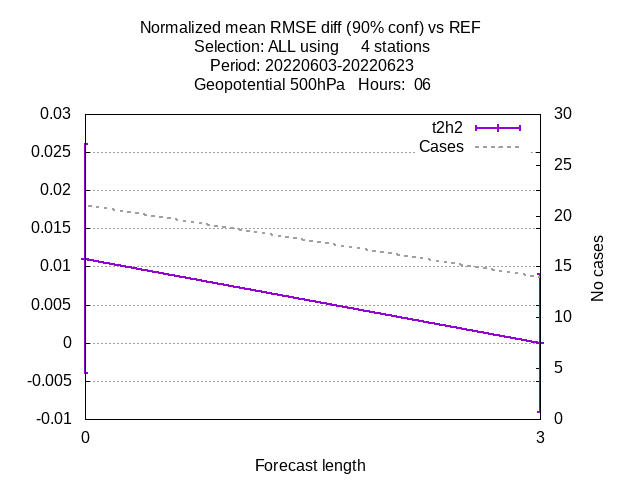 Normalized mean RMSE diff (90% conf) vs REF
Selection: ALL using     4 stations
Period: 20220603-20220623
Geopotential 500hPa   Hours:  06
t2h2
Cases
0.03
0.025
0.02
0.015
0.01
0.005
0
-0.005
-0.01
30
25
20
15
10
5
0
No cases
0
3
Forecast length